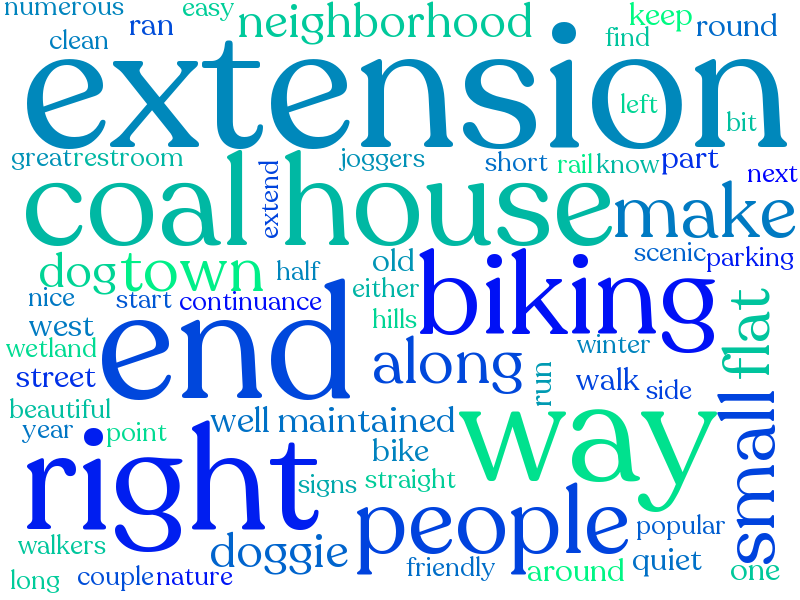 numerous
easy
neighborhood
keep
round
clean
ran
find
extension
left
bit
great
restroom
joggers
short
rail
know
part
next
coal house
extend
make
dog
town
half
old
scenic
parking
nice
start
continuance
either
biking
west
end
hills
winter
flat
wetland
street
along
run
walk
side
beautiful
year
point
well maintained
way
small
right
bike
signs
straight
people
popular
walkers
doggie
friendly
quiet
long
couple
nature
around
one